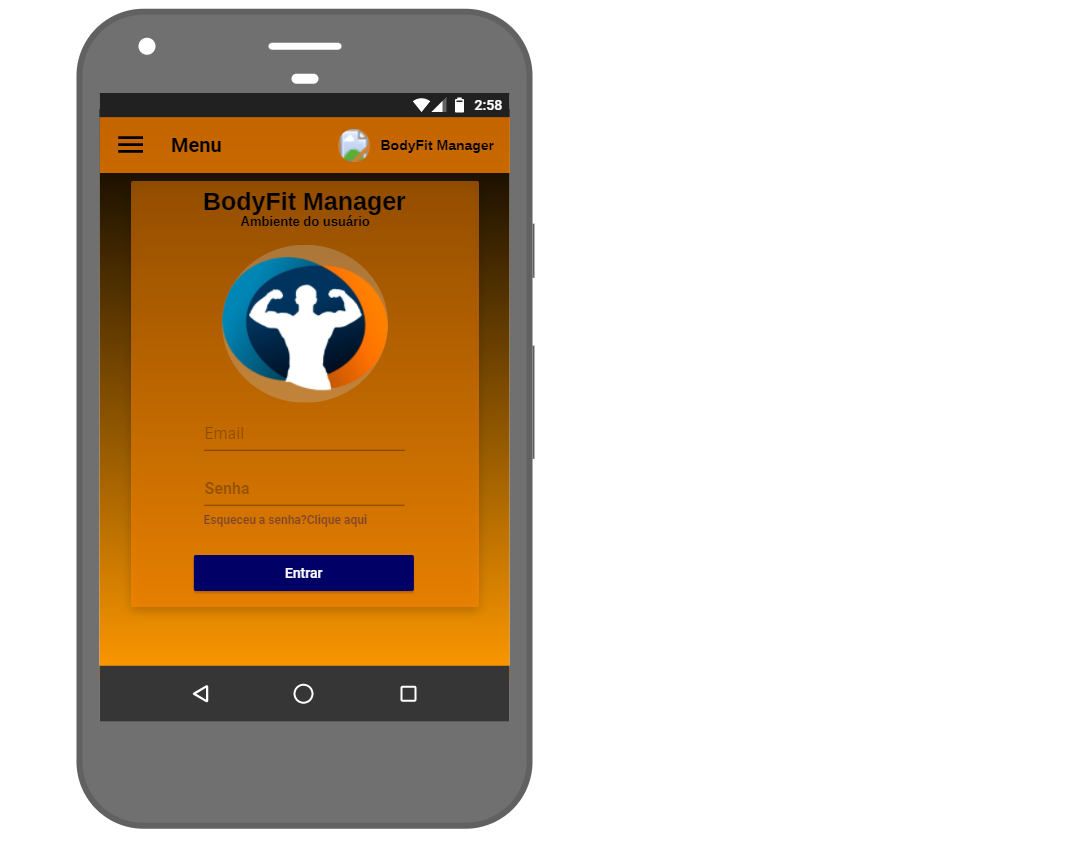 2:58
Menu
BodyFit Manager
BodyFit Manager
Ambiente do usuário
Email
Senha
Esqueceu a senha?Clique aqui
Entrar